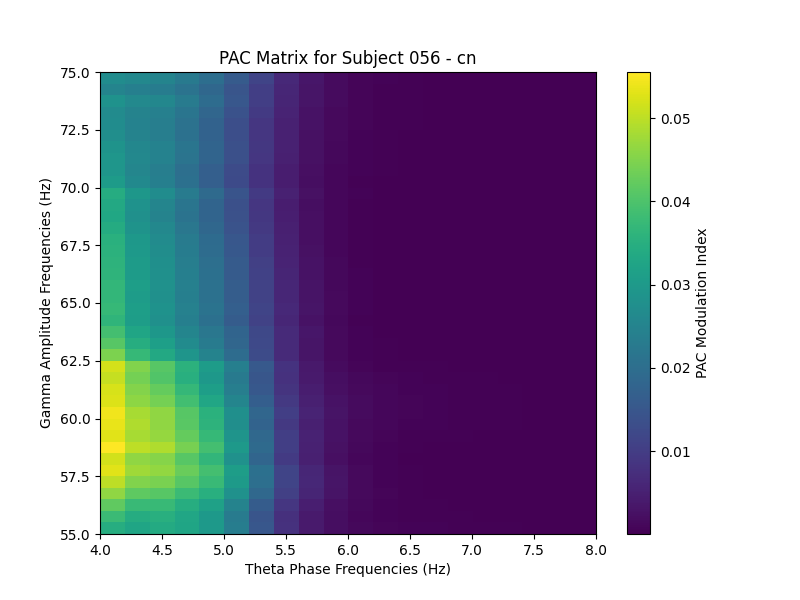 PAC Matrix for Subject 056 - cn
75.0
72.5
70.0
67.5
65.0
62.5
60.0
57.5
55.0
Gamma Amplitude Frequencies (Hz)
4.0 4.5 5.0 5.5 6.0 6.5 7.0 7.5 8.0
Theta Phase Frequencies (Hz)
0.05
0.04
0.03
0.02
0.01
PAC Modulation Index